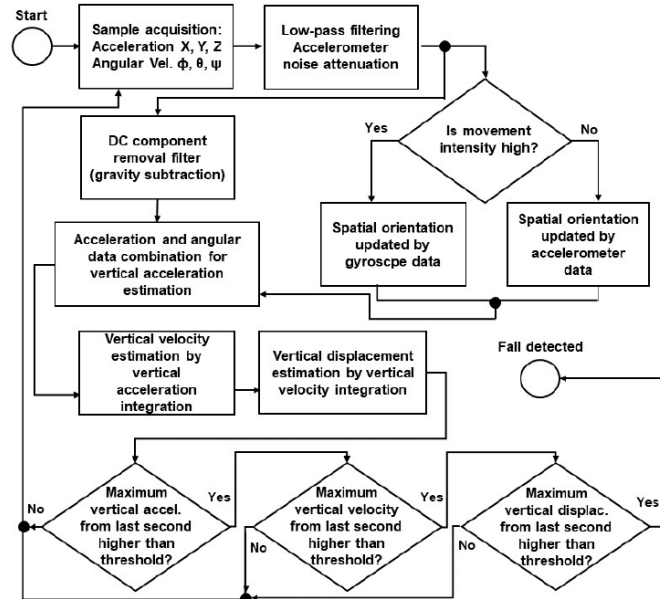 Start
Sample acquisition:
Acceleration X, Y, Z
Angular Vel. ϕ, θ, ψ
Low-pass filtering
Accelerometer
noise attenuation
DC component
removal filter
(gravity subtraction)
Yes
Is movement
intensity high?
No
Acceleration and angular
data combination for
vertical acceleration
estimation
Spatial orientation
updated by
gyroscpe data
Spatial orientation
updated by
accelerometer
data
Vertical velocity
estimation by
vertical
acceleration
integration
Vertical displacement
estimation by vertical
velocity integration
Fall detected
No
Maximum
vertical accel.
from last second
higher than
threshold?
Yes
No
Maximum
vertical velocity
from last second
higher than
threshold?
Yes
No
Maximum
vertical displac.
from last second
higher than
threshold?
Yes